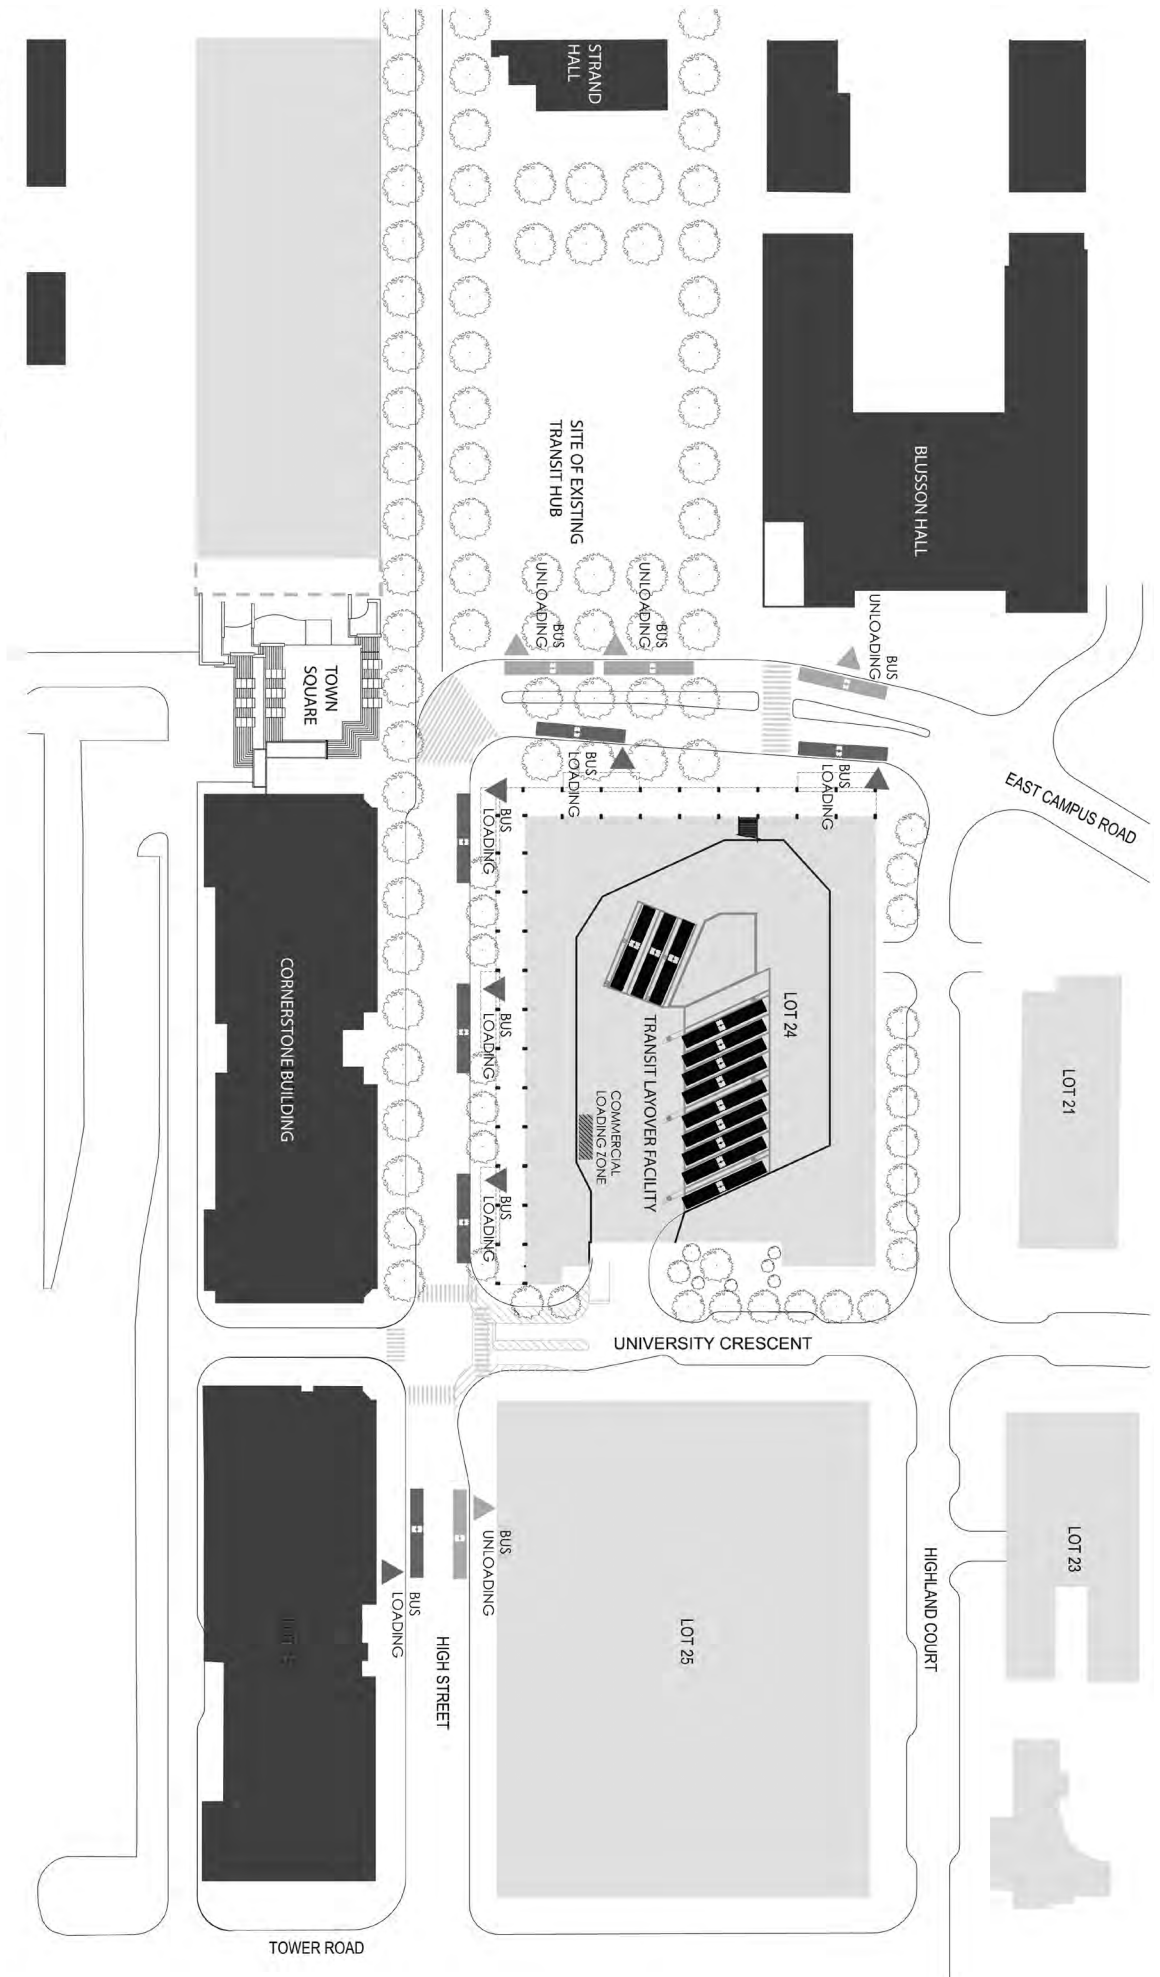 STRAND
HALL
BLUSSON HALL
SITE OF EXISTING
TRANSIT HUB
BUS
UNLOADING
BUS
UNLOADING
BUS
UNLOADING
TOWN
SQUARE
BUS
LOADING
BUS
LOADING
EAST CAMPUS ROAD
BUS
LOADING
CORNERSTONE BUILDING
BUS
LOADING
LOT 24
TRANSIT LAYOVER FACILITY
COMMERCIAL
LOADING ZONE
LOT 21
BUS
LOADING
UNIVERSITY CRESCENT
BUS
UNLOADING
BUS
LOADING
HIGH STREET
LOT 25
HIGHLAND COURT
LOT 23
TOWER ROAD